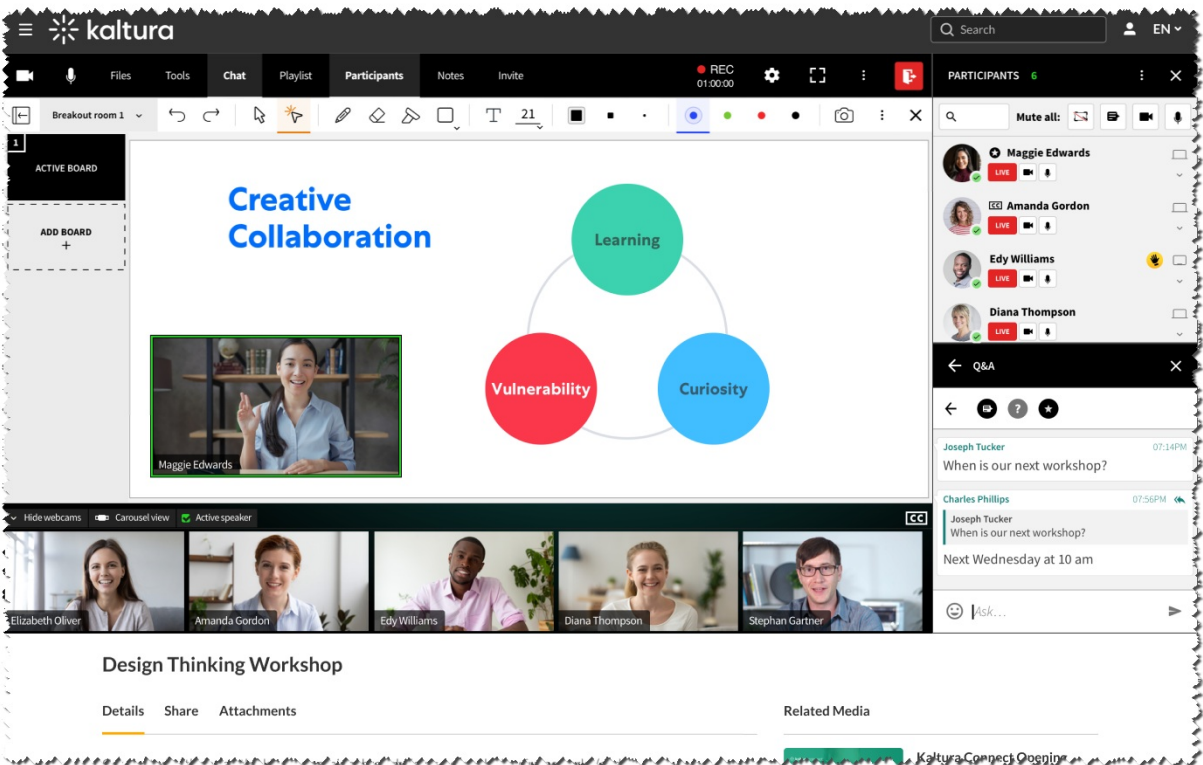 kaltura
Search
EN
Files
Tools
Chat
Playlist
Participants
Notes
Invite
REC
01:00:00
PARTICIPANTS 6
Breakout room 1
T
21
Mute all:
1
ACTIVE BOARD
ADD BOARD
+
Creative
Collaboration
Learning
Vulnerability
Curiosity
Maggie Edwards
Maggie Edwards
LIVE
CC Amanda Gordon
LIVE
Edy Williams
LIVE
Diana Thompson
LIVE
Q&A
?
Joseph Tucker 07:14PM
When is our next workshop?
Charles Phillips 07:56PM
Joseph Tucker
When is our next workshop?
Next Wednesday at 10 am
Ask...
Hide webcams
Carousel view
Active speaker
CC
Elizabeth Oliver
Amanda Gordon
Edy Williams
Diana Thompson
Stephan Gartner
Design Thinking Workshop
Details
Share
Attachments
Related Media
Kaltura Connect Opening